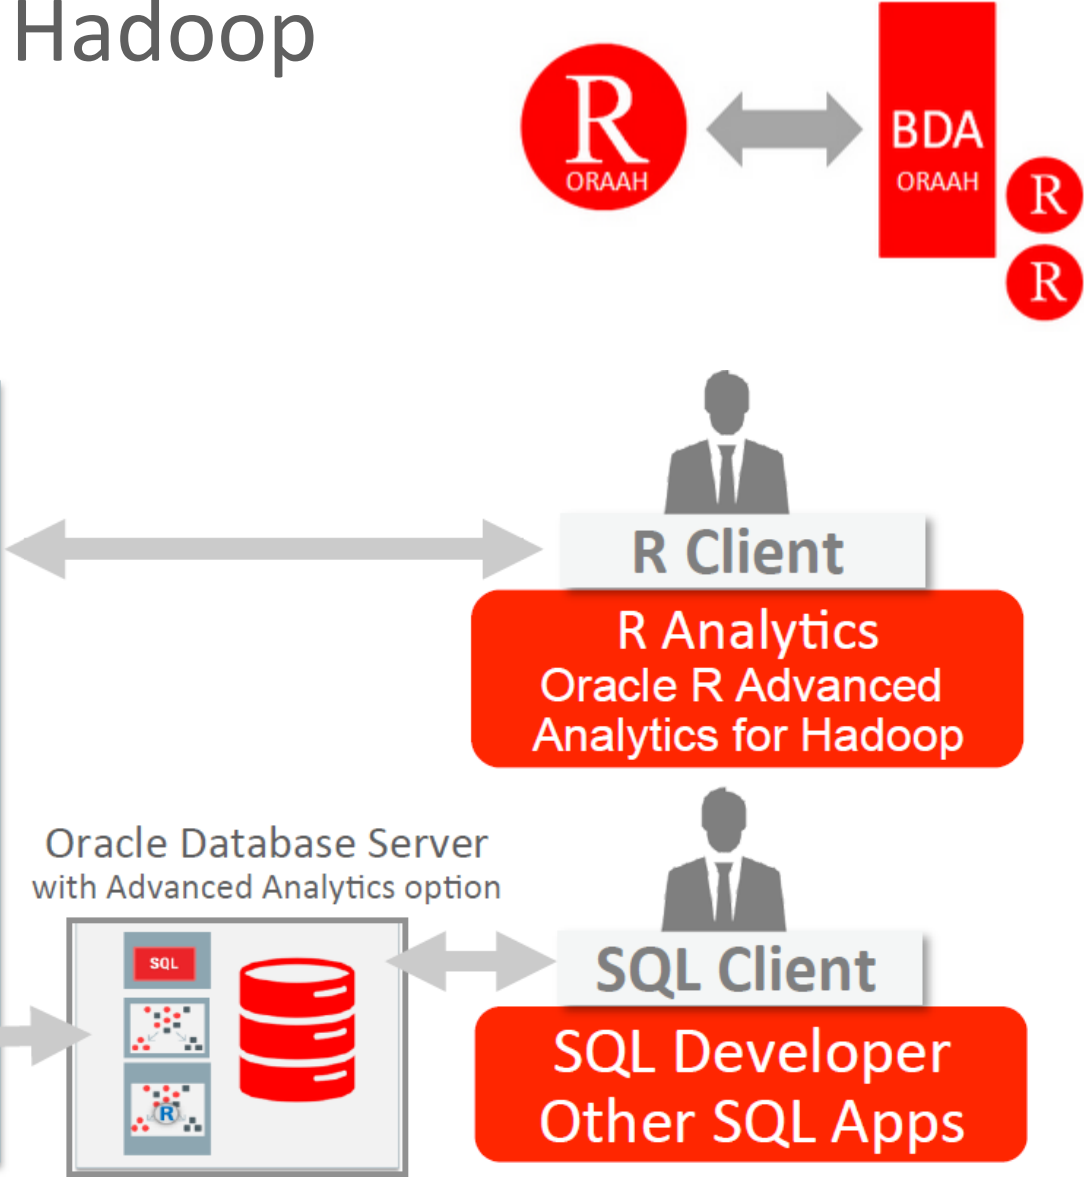 Hadoop
R
ORAAH
BDA
ORAAH
R
R
R Client
R Analytics
Oracle R Advanced
Analytics for Hadoop
Oracle Database Server
with Advanced Analytics option
SQL
R
SQL Client
SQL Developer
Other SQL Apps